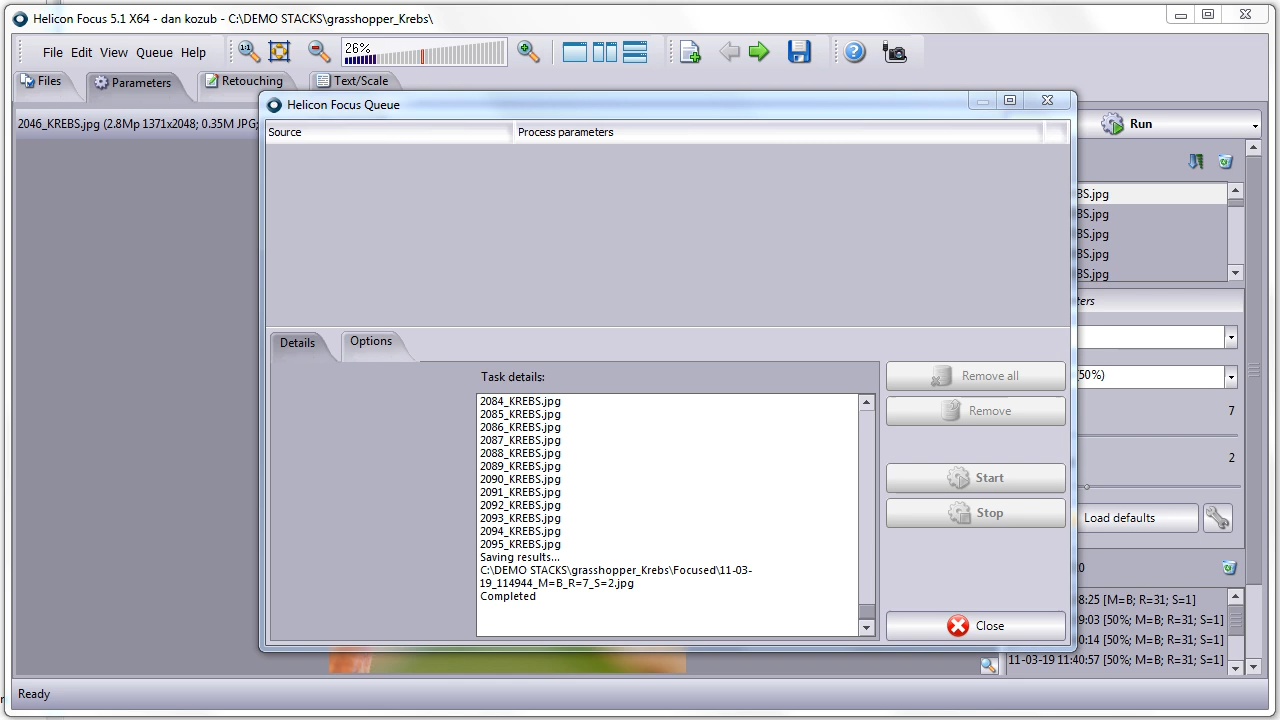 Helicon Focus 5.1 X64 - dan kozub - C:\DEMO STACKS\grasshopper_Krebs\
File Edit View Queue Help
1:1
26%
Files
Parameters
Retouching
Text/Scale
2046_KREBS.jpg (2.8Mp 1371x2048; 0.35M JPG;
Helicon Focus Queue
Source
Process parameters
Details
Options
Task details:
2084_KREBS.jpg
2085_KREBS.jpg
2086_KREBS.jpg
2087_KREBS.jpg
2088_KREBS.jpg
2089_KREBS.jpg
2090_KREBS.jpg
2091_KREBS.jpg
2092_KREBS.jpg
2093_KREBS.jpg
2094_KREBS.jpg
2095_KREBS.jpg
Saving results...
C:\DEMO STACKS\grasshopper_Krebs\Focused\11-03-
19_114944_M=B_R=7_S=2.jpg
Completed
Remove all
Remove
Start
Stop
Close
Run
BS.jpg
BS.jpg
BS.jpg
BS.jpg
BS.jpg
ters
(50%)
7
2
Load defaults
0
8:25 [M=B; R=31; S=1]
9:03 [50%; M=B; R=31; S=1]
0:14 [50%; M=B; R=31; S=1]
11-03-19 11:40:57 [50%; M=B; R=31; S=1]
Ready